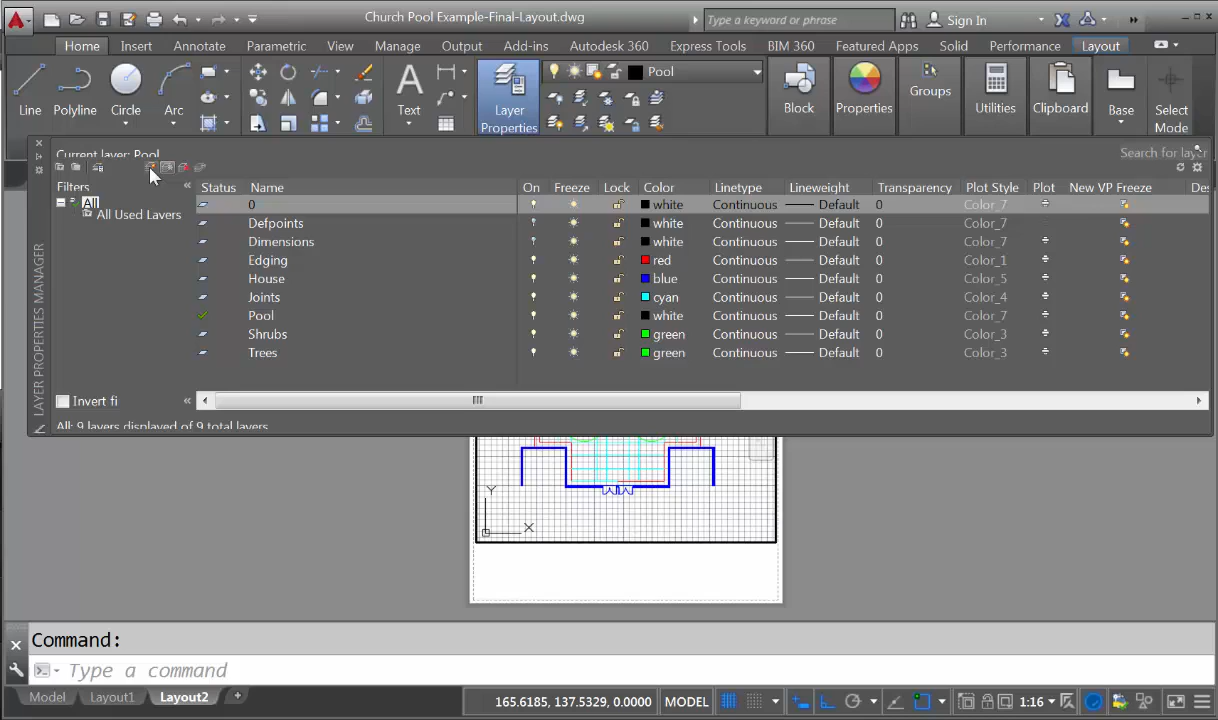 Church Pool Example-Final-Layout.dwg
Type a keyword or phrase
Sign In
Home Insert Annotate Parametric View Manage Output Add-ins Autodesk 360 Express Tools BIM 360 Featured Apps Solid Performance Layout
Line Polyline Circle Arc Text Layer Properties Pool Block Properties Groups Utilities Clipboard Base Select Mode
Current layer: Pool
Search for layer
Filters
All
All Used Layers
Status Name On Freeze Lock Color Linetype Lineweight Transparency Plot Style Plot New VP Freeze Des
0 white Continuous Default 0 Color_7
Defpoints white Continuous Default 0 Color_7
Dimensions white Continuous Default 0 Color_7
Edging red Continuous Default 0 Color_1
House blue Continuous Default 0 Color_5
Joints cyan Continuous Default 0 Color_4
Pool white Continuous Default 0 Color_7
Shrubs green Continuous Default 0 Color_3
Trees green Continuous Default 0 Color_3
LAYER PROPERTIES MANAGER
Invert fi
All: 9 layers displayed of 9 total layers
Y
X
Command:
Type a command
Model Layout1 Layout2 +
165.6185, 137.5329, 0.0000 MODEL 1:16